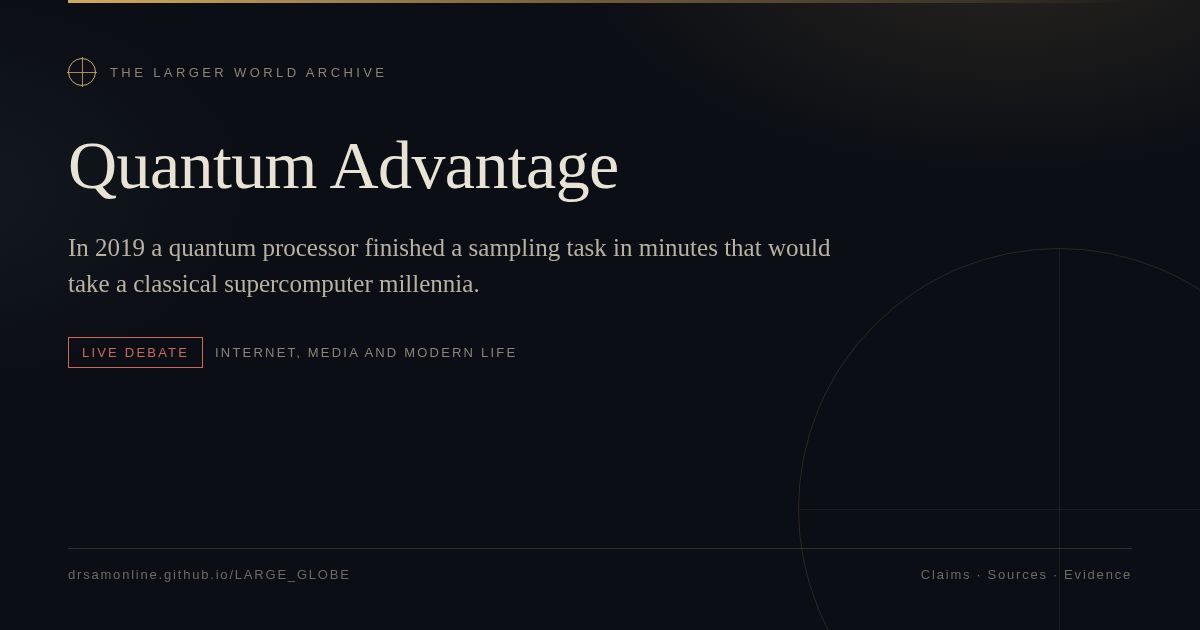 THE LARGER WORLD ARCHIVE
Quantum Advantage
In 2019 a quantum processor finished a sampling task in minutes that would
take a classical supercomputer millennia.
LIVE DEBATE
INTERNET, MEDIA AND MODERN LIFE
drsamonline.github.io/LARGE_GLOBE
Claims · Sources · Evidence